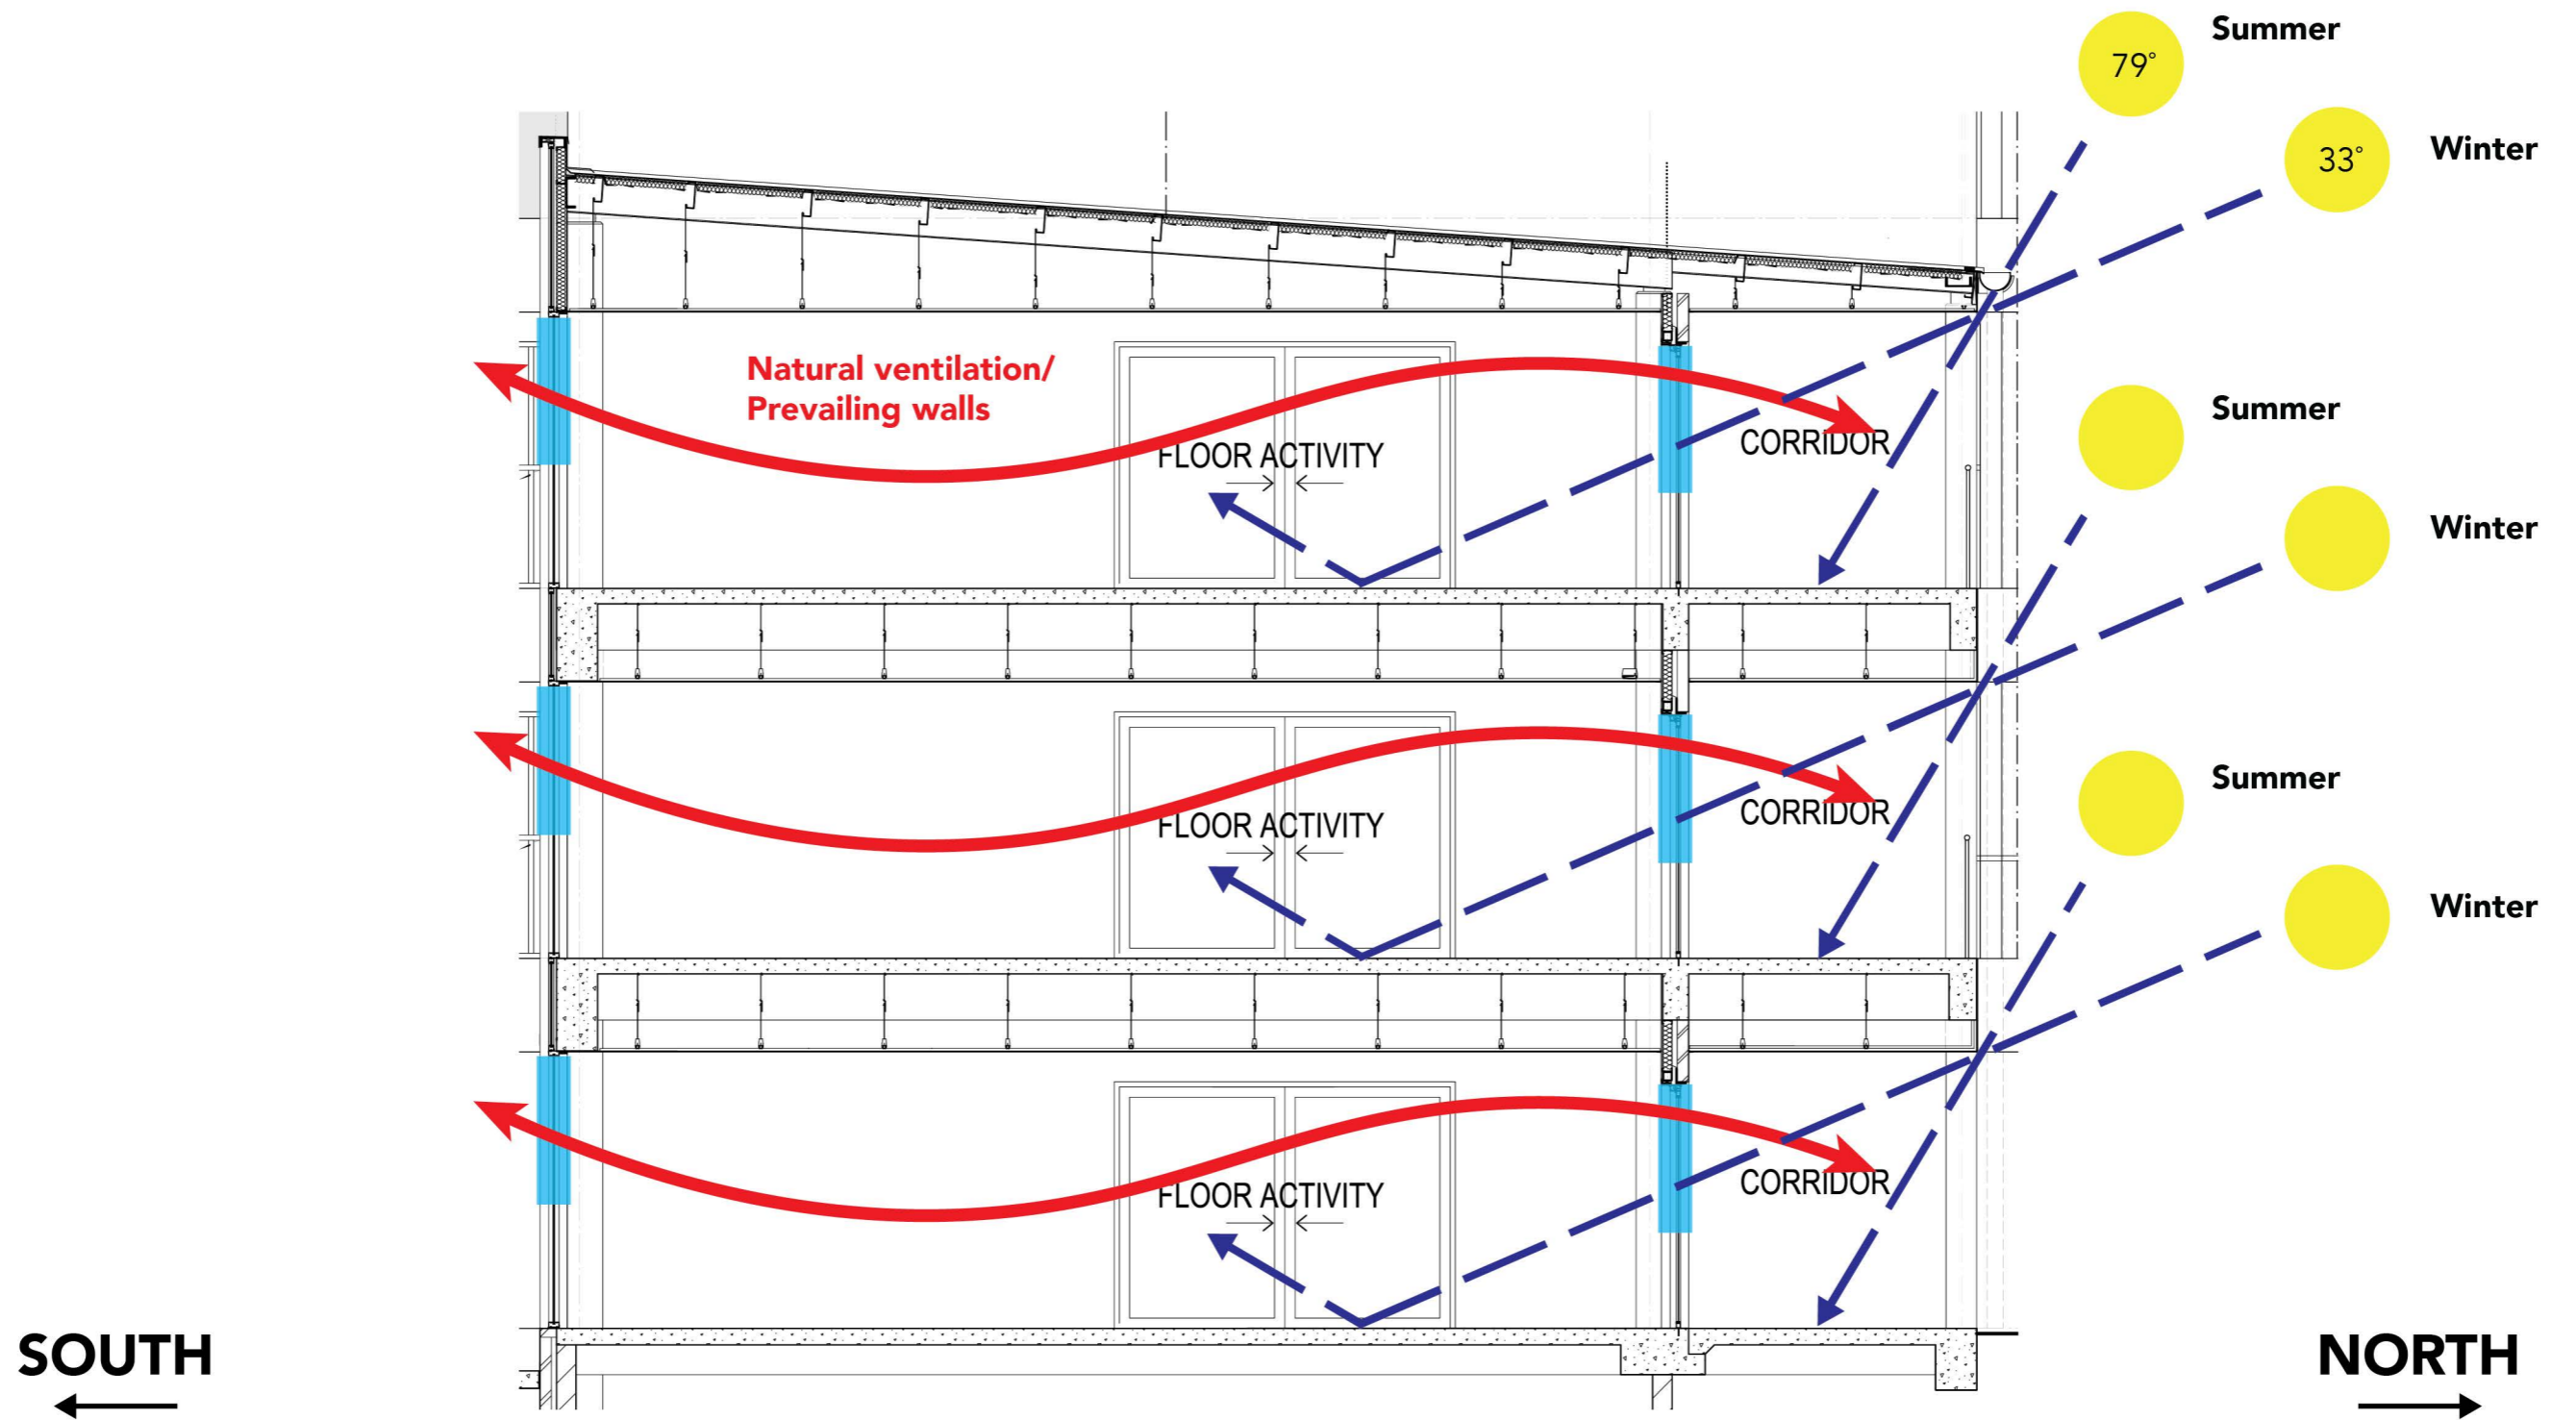 Summer
79°
Winter
33°
Natural ventilation/
Prevailing walls
FLOOR ACTIVITY
CORRIDOR
Summer
Winter
FLOOR ACTIVITY
CORRIDOR
Summer
Winter
FLOOR ACTIVITY
CORRIDOR
SOUTH
NORTH